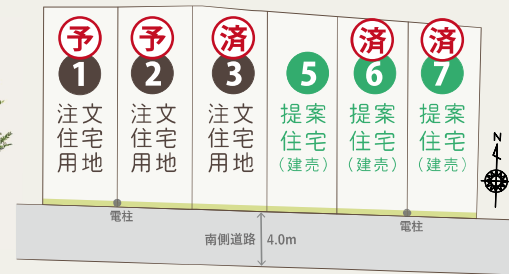 予
予
済
済
済
1
2
3
5
6
7
注文
住宅
用地
注文
住宅
用地
注文
住宅
用地
提案
住宅
(建売)
提案
住宅
(建売)
提案
住宅
(建売)
N
電柱
電柱
南側道路
4.0m